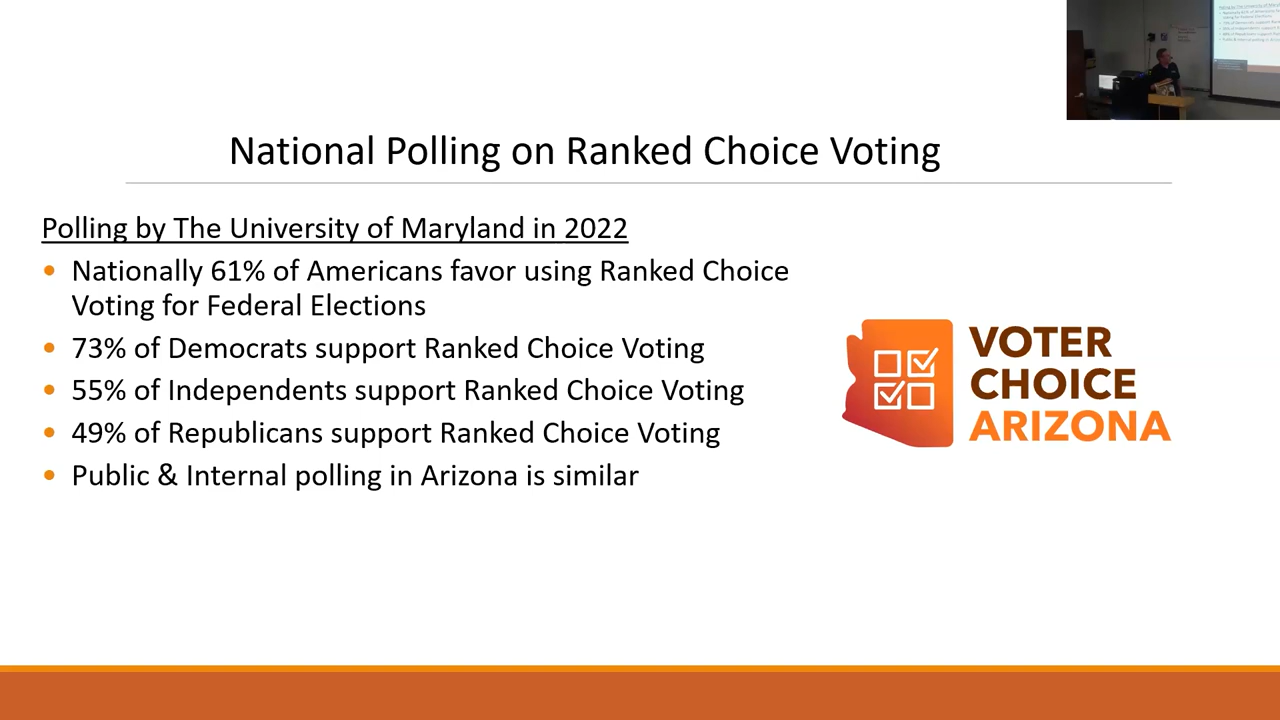 National Polling on Ranked Choice Voting
Polling by The University of Maryland in 2022
• Nationally 61% of Americans favor using Ranked Choice
Voting for Federal Elections
• 73% of Democrats support Ranked Choice Voting
• 55% of Independents support Ranked Choice Voting
• 49% of Republicans support Ranked Choice Voting
• Public & Internal polling in Arizona is similar
VOTER
CHOICE
ARIZONA